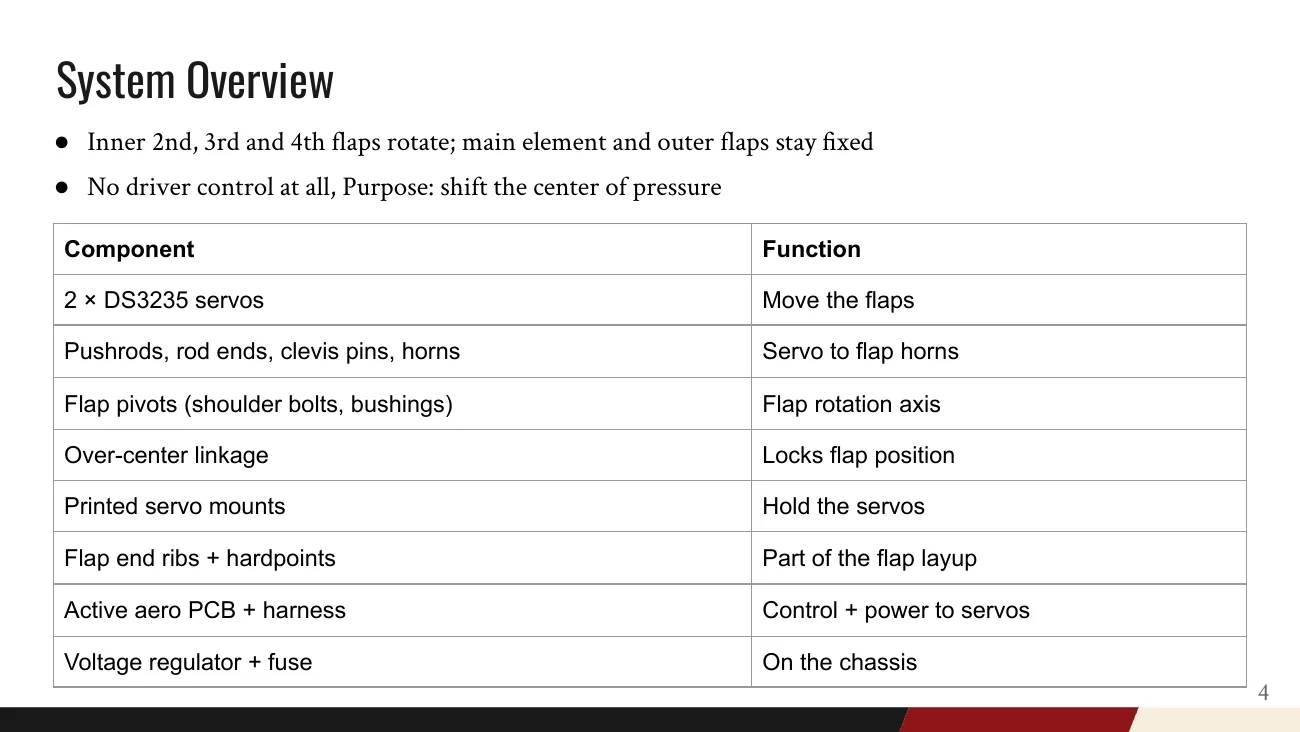 System Overview
● Inner 2nd, 3rd and 4th flaps rotate; main element and outer flaps stay fixed
● No driver control at all, Purpose: shift the center of pressure
Component Function
2 × DS3235 servos Move the flaps
Pushrods, rod ends, clevis pins, horns Servo to flap horns
Flap pivots (shoulder bolts, bushings) Flap rotation axis
Over-center linkage Locks flap position
Printed servo mounts Hold the servos
Flap end ribs + hardpoints Part of the flap layup
Active aero PCB + harness Control + power to servos
Voltage regulator + fuse On the chassis
4